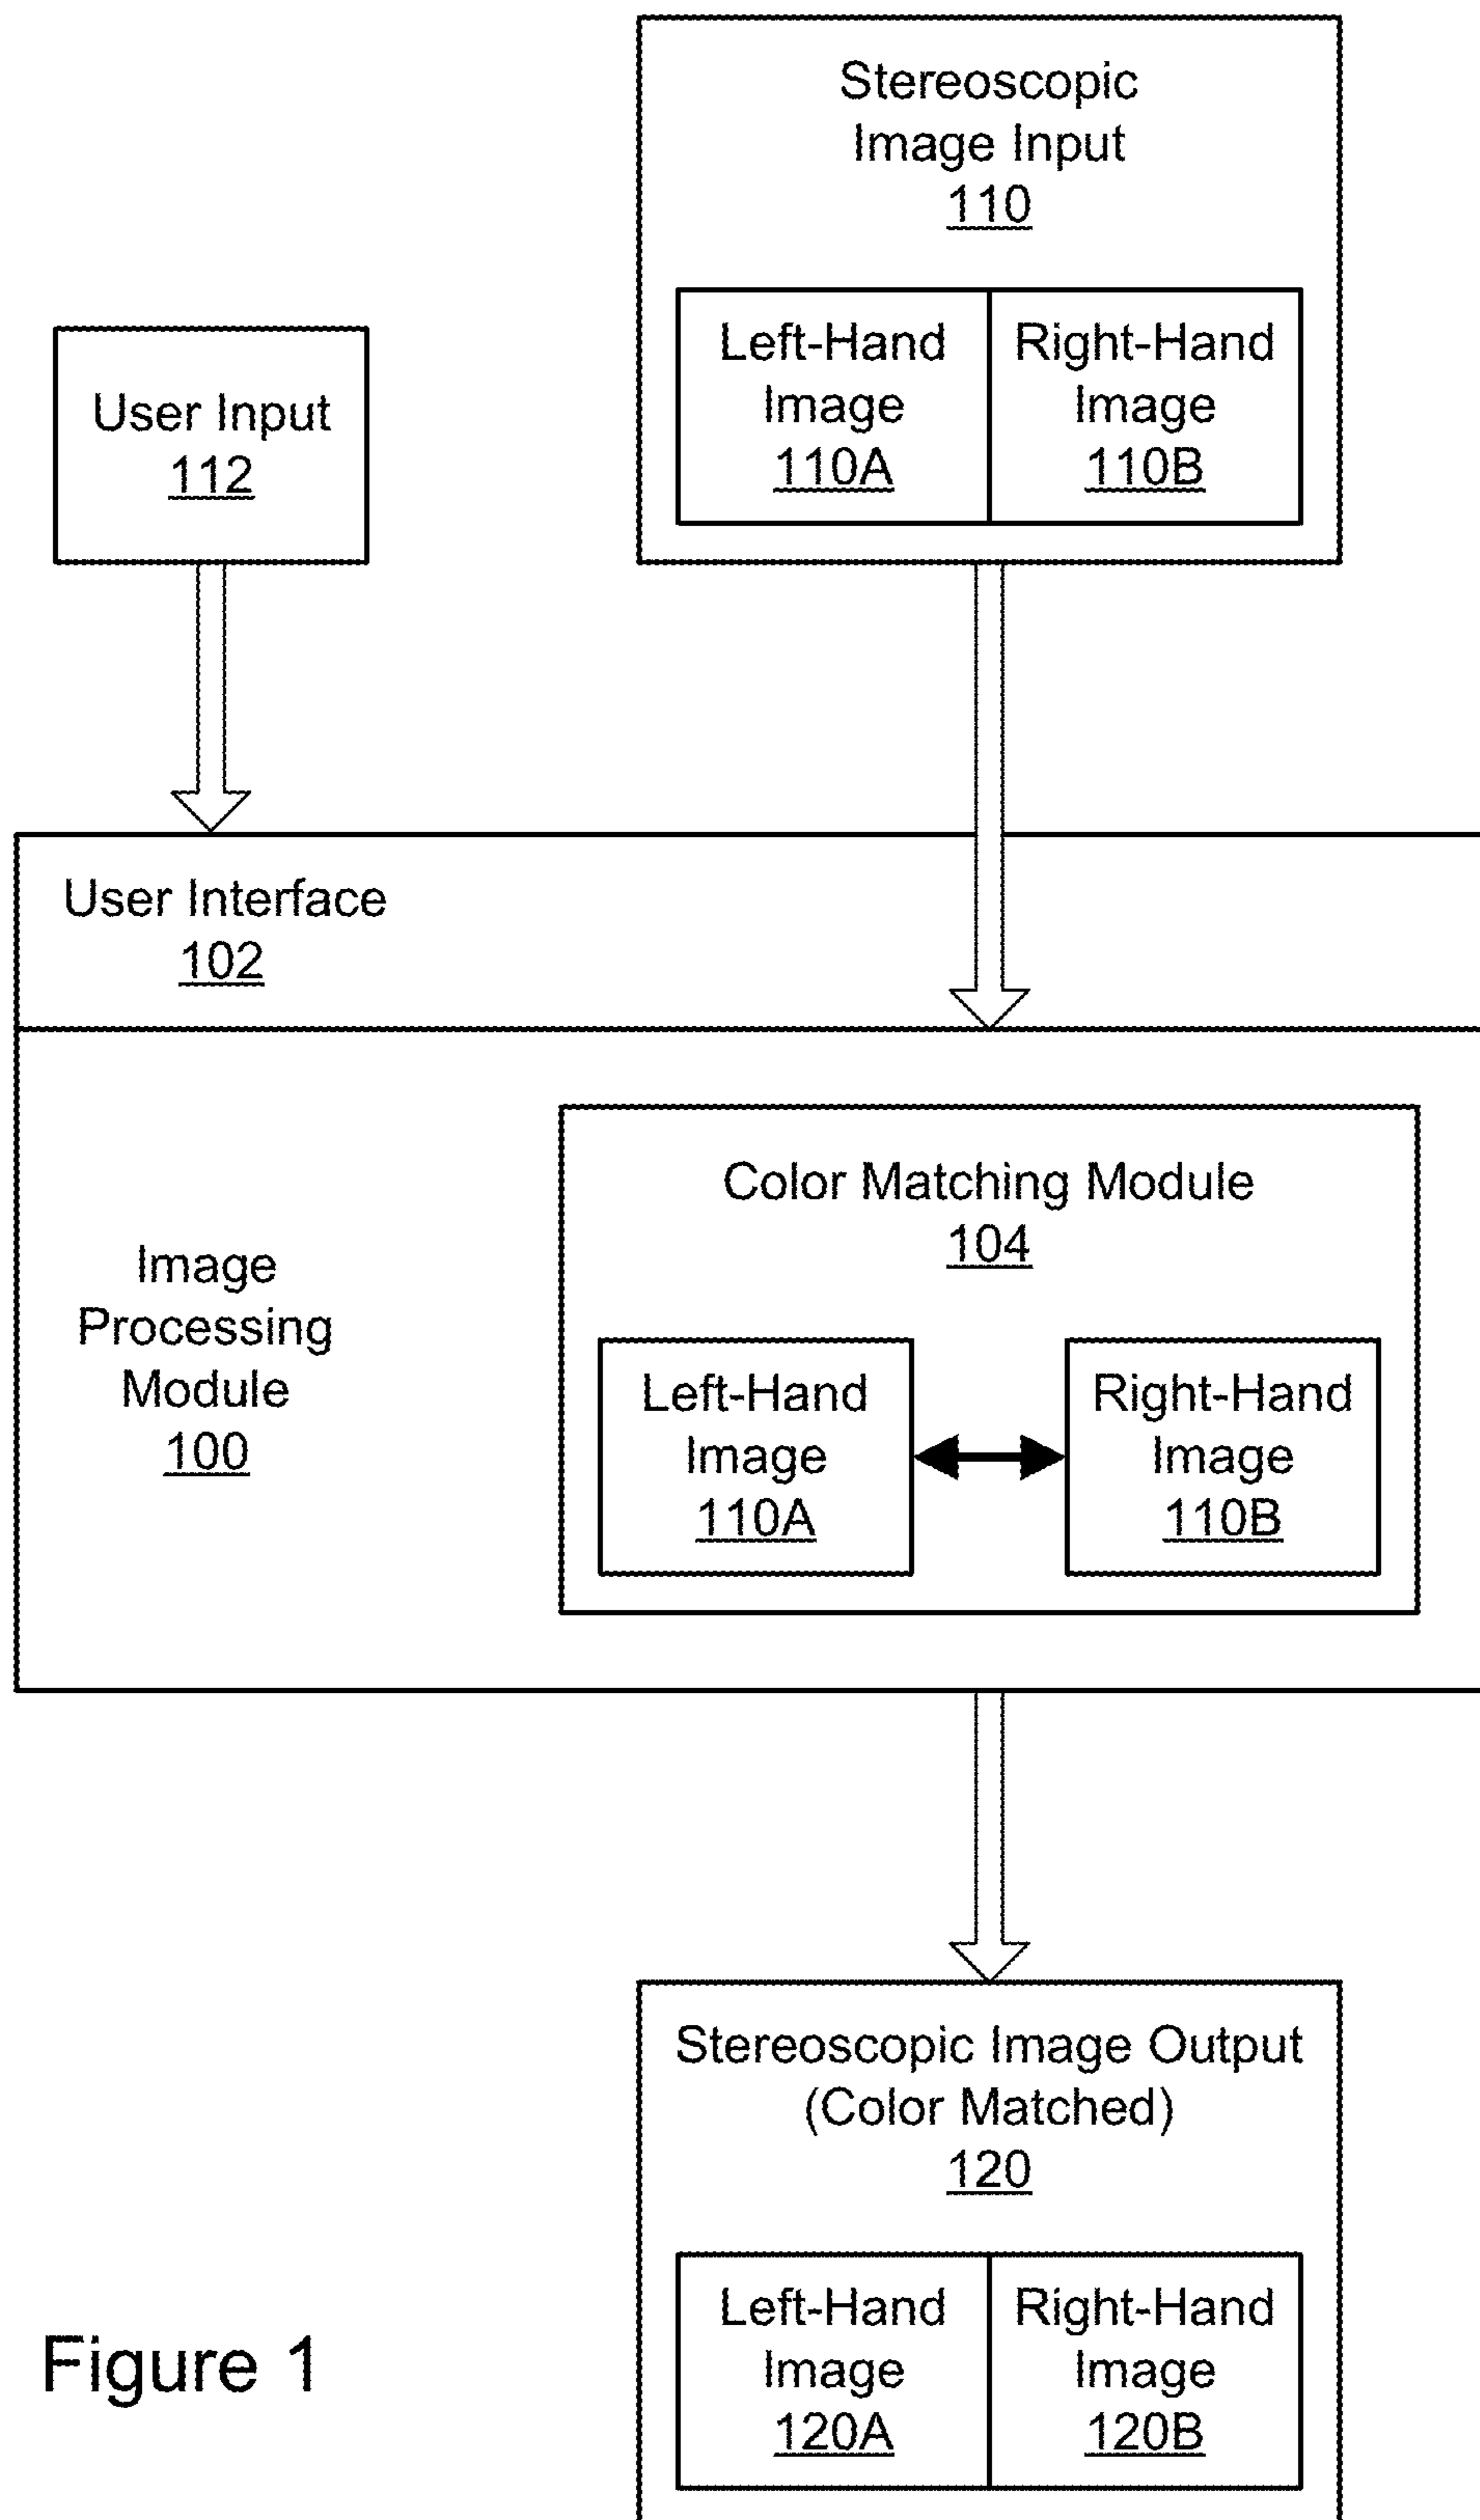 Stereoscopic
Image Input
110
Left-Hand
Image
110A
Right-Hand
Image
110B
User Input
112
User Interface
102
Color Matching Module
104
Image
Processing
Module
100
Left-Hand
Image
110A
Right-Hand
Image
110B
Stereoscopic Image Output
(Color Matched)
120
Left-Hand
Image
120A
Right-Hand
Image
120B
Figure 1